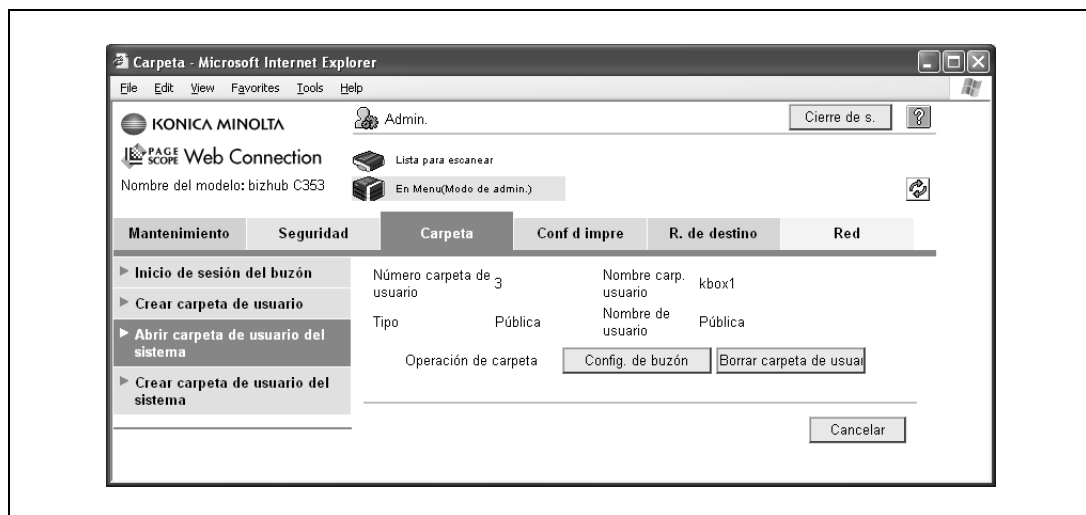 Carpeta - Microsoft Internet Explorer
File Edit View Favorites Tools Help
KONICA MINOLTA
Admin.
Cierre de s.
?
PAGE SCOPE Web Connection
Lista para escanear
Nombre del modelo: bizhub C353
En Menu(Modo de admin.)
Mantenimiento Seguridad Carpeta Conf d impre R. de destino Red
Inicio de sesión del buzón
Crear carpeta de usuario
Abrir carpeta de usuario del
sistema
Crear carpeta de usuario del
sistema
Número carpeta de
usuario
3
Nombre carp.
usuario
kbox1
Tipo
Pública
Nombre de
usuario
Pública
Operación de carpeta
Config. de buzón
Borrar carpeta de usuai
Cancelar